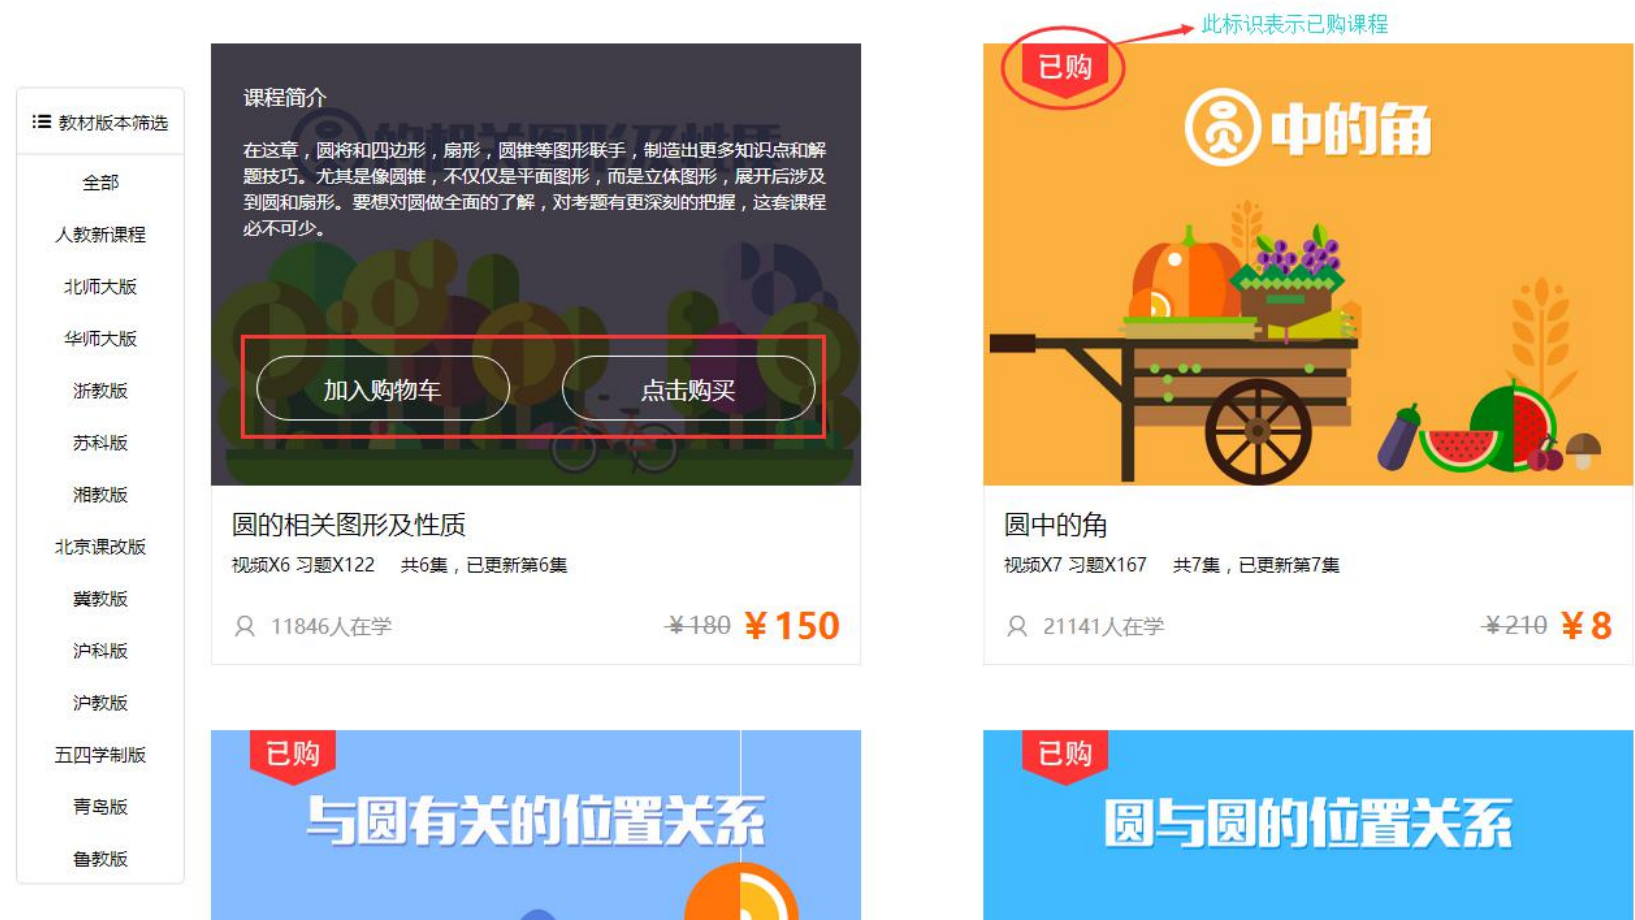 此标识表示已购课程
教材版本筛选
全部
人教新课程
北师大版
华师大版
浙教版
苏科版
湘教版
北京课改版
冀教版
沪科版
沪教版
五四学制版
青岛版
鲁教版
课程简介
圆的相关图形及性质
在这章，圆将和四边形，扇形，圆锥等图形联手，制造出更多知识点和解
题技巧。尤其是像圆锥，不仅仅是平面图形，而是立体图形，展开后涉及
到圆和扇形。要想对圆做全面的了解，对考题有更深刻的把握，这套课程
必不可少。
加入购物车
点击购买
圆的相关图形及性质
视频X6 习题X122 共6集，已更新第6集
11846人在学
￥180 ￥150
已购
圆中的角
圆中的角
视频X7 习题X167 共7集，已更新第7集
21141人在学
￥210 ￥8
已购
与圆有关的位置关系
已购
圆与圆的位置关系